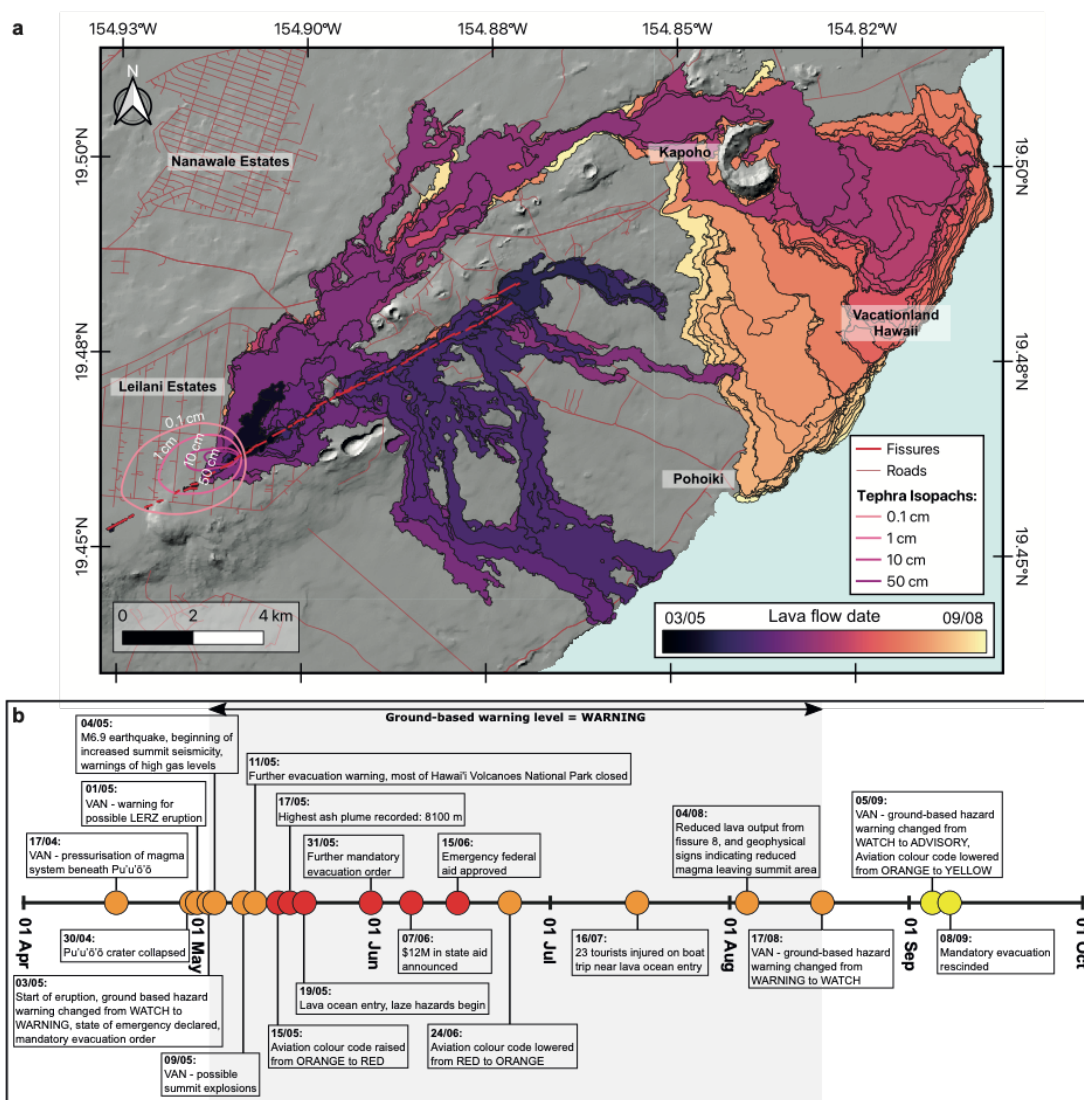 a
154.93°W
154.90°W
154.88°W
154.85°W
154.82°W
N
19.50°N
19.48°N
19.45°N
19.50°N
19.48°N
19.45°N
Nanawale Estates
Kapoho
Vacationland
Hawaii
Leilani Estates
Pohoiki
0.1 cm
1 cm
10 cm
50 cm
Fissures
Roads
Tephra Isopachs:
0.1 cm
1 cm
10 cm
50 cm
0 2 4 km
03/05 Lava flow date 09/08
b
Ground-based warning level = WARNING
04/05:
M6.9 earthquake, beginning of
increased summit seismicity,
warnings of high gas levels
11/05:
Further evacuation warning, most of Hawai'i Volcanoes National Park closed
01/05:
VAN - warning for
possible LERZ eruption
17/05:
Highest ash plume recorded: 8100 m
04/08:
Reduced lava output from
fissure 8, and geophysical
signs indicating reduced
magma leaving summit area
05/09:
VAN - ground-based hazard
warning changed from
WATCH to ADVISORY,
Aviation colour code lowered
from ORANGE to YELLOW
17/04:
VAN - pressurisation of magma
system beneath Pu'u'ō'ō
31/05:
Further mandatory
evacuation order
15/06:
Emergency federal
aid approved
01 Apr
01 May
01 Jun
01 Jul
01 Aug
01 Sep
01 Oct
30/04:
Pu'u'ō'ō crater collapsed
07/06:
$12M in state aid
announced
16/07:
23 tourists injured on boat
trip near lava ocean entry
17/08:
VAN - ground-based hazard
warning changed from
WARNING to WATCH
08/09:
Mandatory evacuation
rescinded
03/05:
Start of eruption, ground based hazard
warning changed from WATCH to
WARNING, state of emergency declared,
mandatory evacuation order
19/05:
Lava ocean entry, laze hazards begin
15/05:
Aviation colour code raised
from ORANGE to RED
24/06:
Aviation colour code lowered
from RED to ORANGE
09/05:
VAN - possible
summit explosions